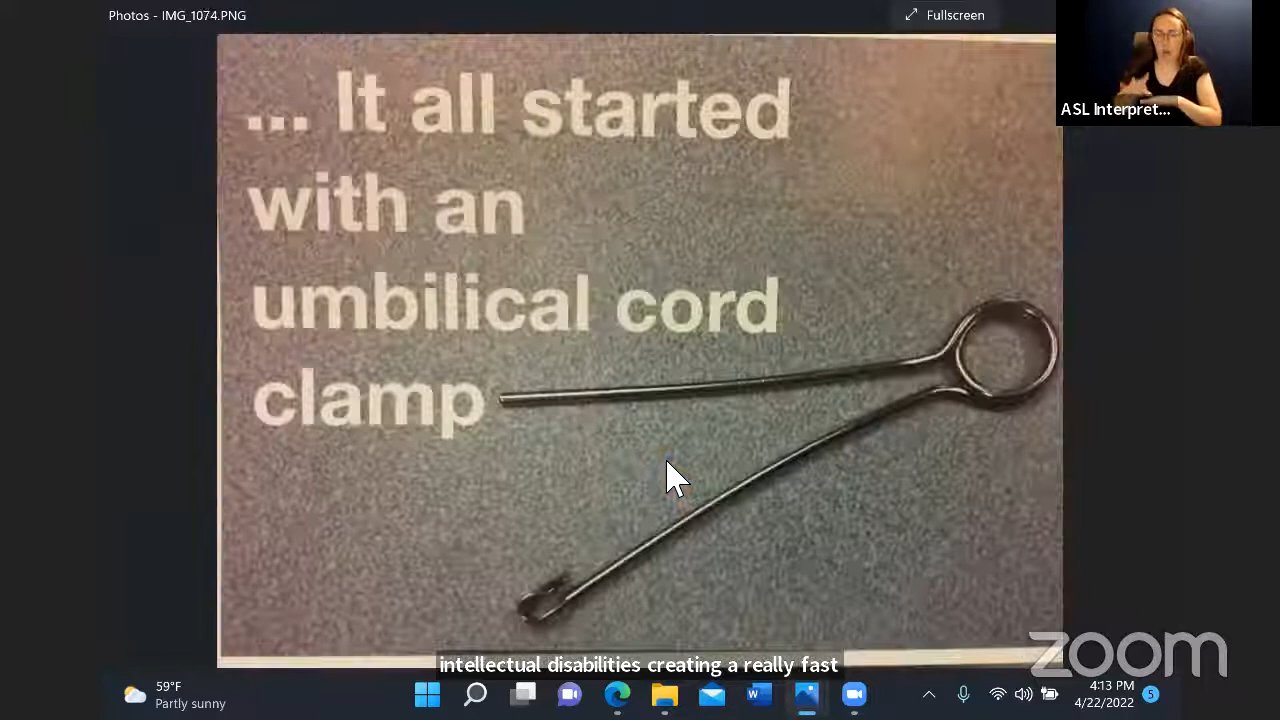 Photos - IMG_1074.PNG
Fullscreen
... It all started
with an
umbilical cord
clamp
ASL Interpret...
intellectual disabilities creating a really fast
zoom
59°F
Partly sunny
4:13 PM
4/22/2022
5